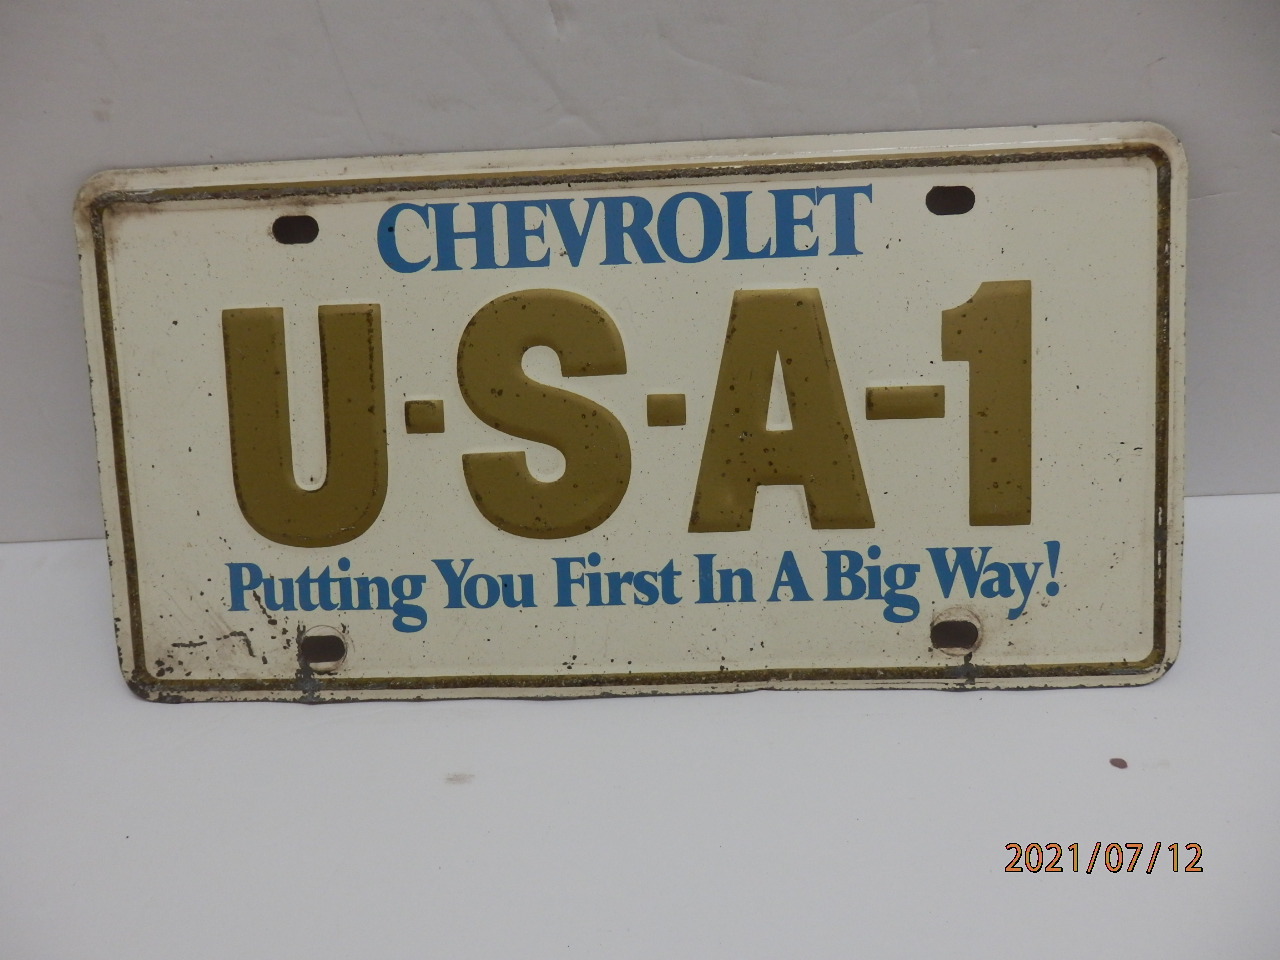 CHEVROLET
U-S-A-1
Putting You First In A Big Way!
2021/07/12